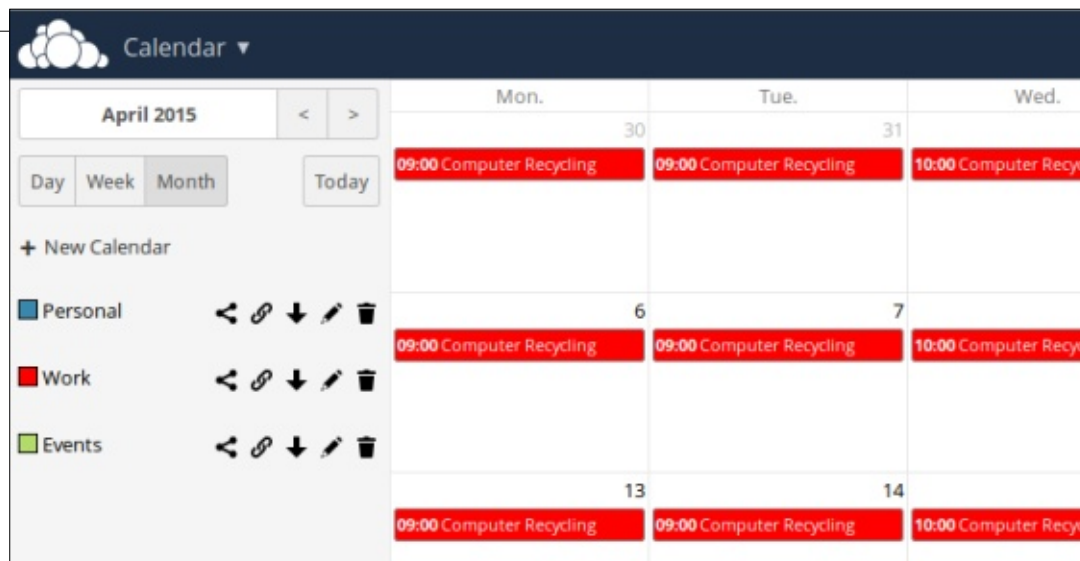 Calendar ▼
April 2015 < >
Day Week Month Today
+ New Calendar
Personal
Work
Events
Mon. Tue. Wed.
30 31
09:00 Computer Recycling 09:00 Computer Recycling 10:00 Computer Recy
6 7
09:00 Computer Recycling 09:00 Computer Recycling 10:00 Computer Recy
13 14
09:00 Computer Recycling 09:00 Computer Recycling 10:00 Computer Recy